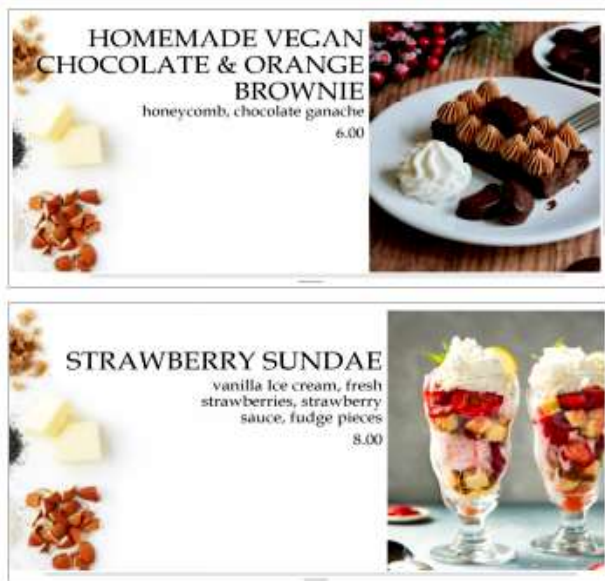 HOMEMADE VEGAN
CHOCOLATE & ORANGE
BROWNIE
honeycomb, chocolate ganache
6.00
STRAWBERRY SUNDAE
vanilla Ice cream, fresh
strawberries, strawberry
sauce, fudge pieces
8.00